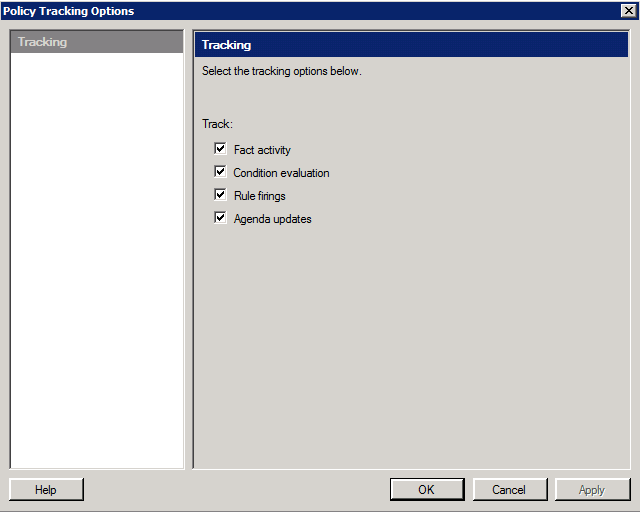 Policy Tracking Options
Tracking
Tracking
Select the tracking options below.
Track:
Fact activity
Condition evaluation
Rule firings
Agenda updates
Help
OK
Cancel
Apply